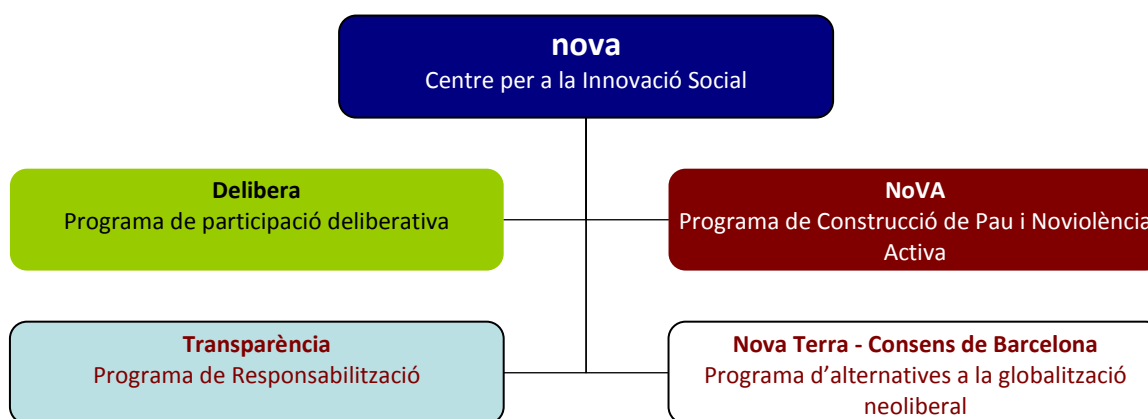 nova
Centre per a la Innovació Social
Delibera
Programa de participació deliberativa
NoVA
Programa de Construcció de Pau i Noviolència
Activa
Transparència
Programa de Responsabilització
Nova Terra - Consens de Barcelona
Programa d’alternatives a la globalització
neoliberal